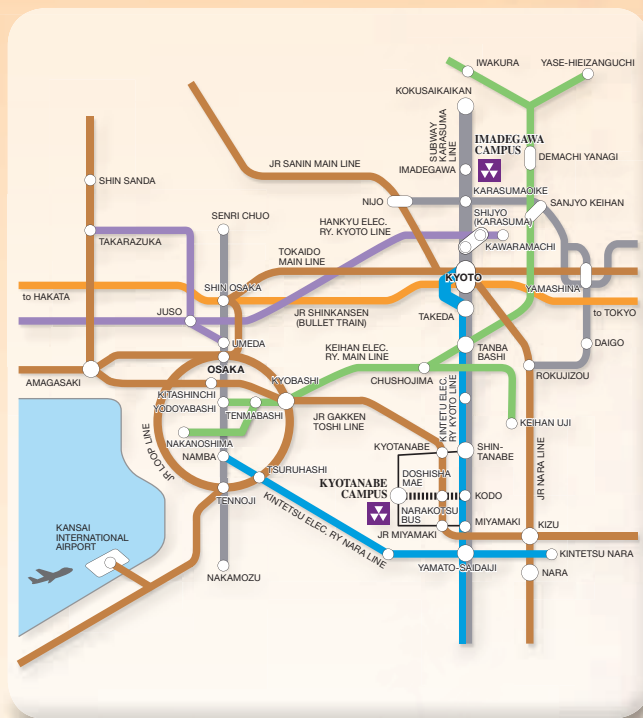 IWAKURA
YASE-HIEIZANGUCHI
KOKUSAIKAIKAN
SUBWAY
KARASUMA
LINE
IMADEGAWA
CAMPUS
DEMACHI YANAGI
JR SANIN MAIN LINE
IMADEGAWA
SHIN SANDA
KARASUMAOIKE
NIJO
SANJYO KEIHAN
SENRI CHUO
SHIJYO
(KARASUMA)
HANKYU ELEC.
RY. KYOTO LINE
TAKARAZUKA
KAWARAMACHI
TOKAIDO
MAIN LINE
KYOTO
SHIN OSAKA
YAMASHINA
to HAKATA
JUSO
JR SHINKANSEN
(BULLET TRAIN)
TAKEDA
to TOKYO
UMEDA
KEIHAN ELEC.
RY. MAIN LINE
TANBA
BASHI
DAIGO
OSAKA
AMAGASAKI
KYOBASHI
CHUSHOJIMA
ROKUJIZOU
KITASHINCHI
YODOYABASHI
TENMABASHI
KINTETU ELEC.
RY KYOTO LINE
JR GAKKEN
TOSHI LINE
KEIHAN UJI
NAKANOSHIMA
JR LOOP LINE
NAMBA
KYOTANABE
SHIN-
TANABE
TSURUHASHI
DOSHISHA
MAE
JR NARA LINE
KYOTANABE
CAMPUS
KODO
TENNOJI
KINTETSU ELEC. RY NARA LINE
NARAKOTSU
BUS
MIYAMAKI
JR MIYAMAKI
KIZU
KANSAI
INTERNATIONAL
AIRPORT
KINTETSU NARA
YAMATO-SAIDAIJI
NAKAMOZU
NARA